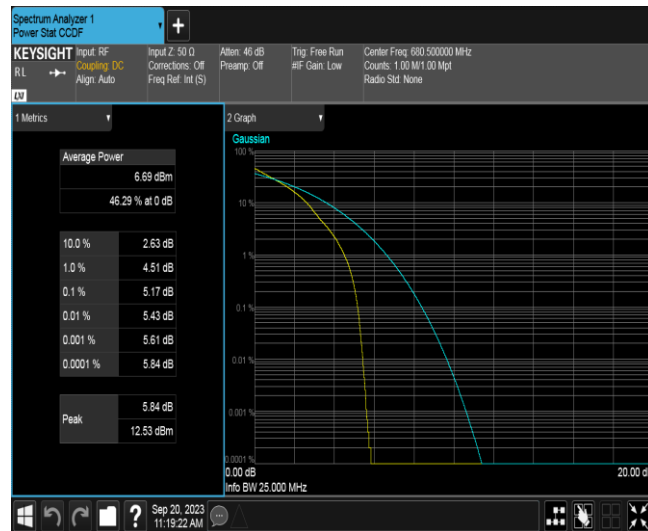 Spectrum Analyzer 1
Power Stat CCDF
+
KEYSIGHT
RL
LXI
Input: RF
Coupling: DC
Align: Auto
Input Z: 50 Ω
Corrections: Off
Freq Ref: Int (S)
Atten: 46 dB
Preamp: Off
Trig: Free Run
#IF Gain: Low
Center Freq: 680.500000 MHz
Counts: 1.00 M/1.00 Mpt
Radio Std: None
1 Metrics
Average Power
6.69 dBm
46.29 % at 0 dB
10.0 % 2.63 dB
1.0 % 4.51 dB
0.1 % 5.17 dB
0.01 % 5.43 dB
0.001 % 5.61 dB
0.0001 % 5.84 dB
Peak
5.84 dB
12.53 dBm
2 Graph
Gaussian
100 %
10 %
1 %
0.1 %
0.01 %
0.001 %
0.0001 %
0.00 dB
20.00 d
Info BW 25.000 MHz
?
Sep 20, 2023
11:19:22 AM